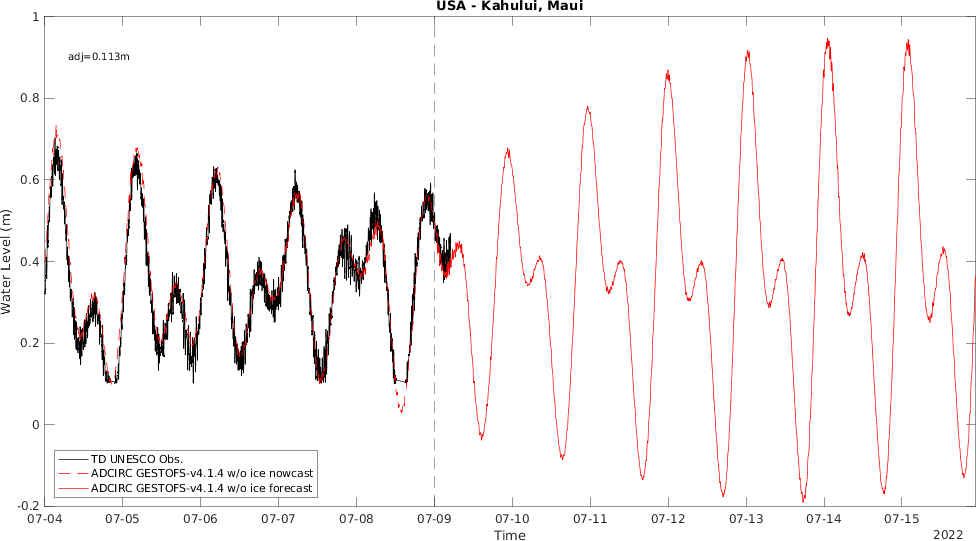 USA - Kahului, Maui
1
adj=0.113m
0.8
0.6
0.4
0.2
0
-0.2
Water Level (m)
TD UNESCO Obs.
ADCIRC GESTOFS-v4.1.4 w/o ice nowcast
ADCIRC GESTOFS-v4.1.4 w/o ice forecast
07-04 07-05 07-06 07-07 07-08 07-09 07-10 07-11 07-12 07-13 07-14 07-15
Time
2022